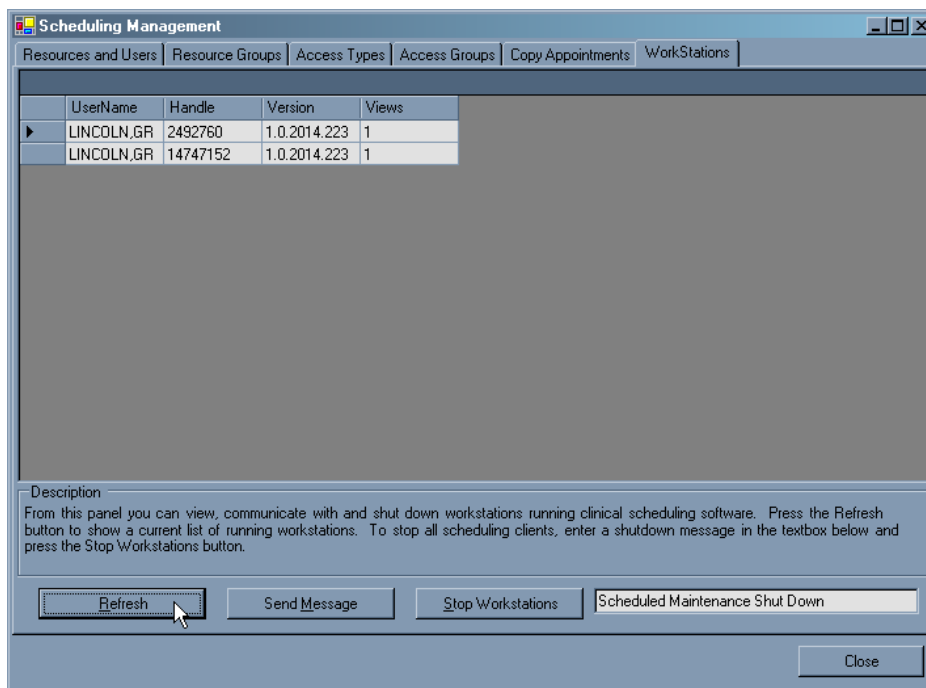 Scheduling Management
Resources and Users Resource Groups Access Types Access Groups Copy Appointments WorkStations
UserName Handle Version Views
LINCOLN,GR 2492760 1.0.2014.223 1
LINCOLN,GR 14747152 1.0.2014.223 1
Description
From this panel you can view, communicate with and shut down workstations running clinical scheduling software. Press the Refresh
button to show a current list of running workstations. To stop all scheduling clients, enter a shutdown message in the textbox below and
press the Stop Workstations button.
Refresh Send Message Stop Workstations Scheduled Maintenance Shut Down
Close